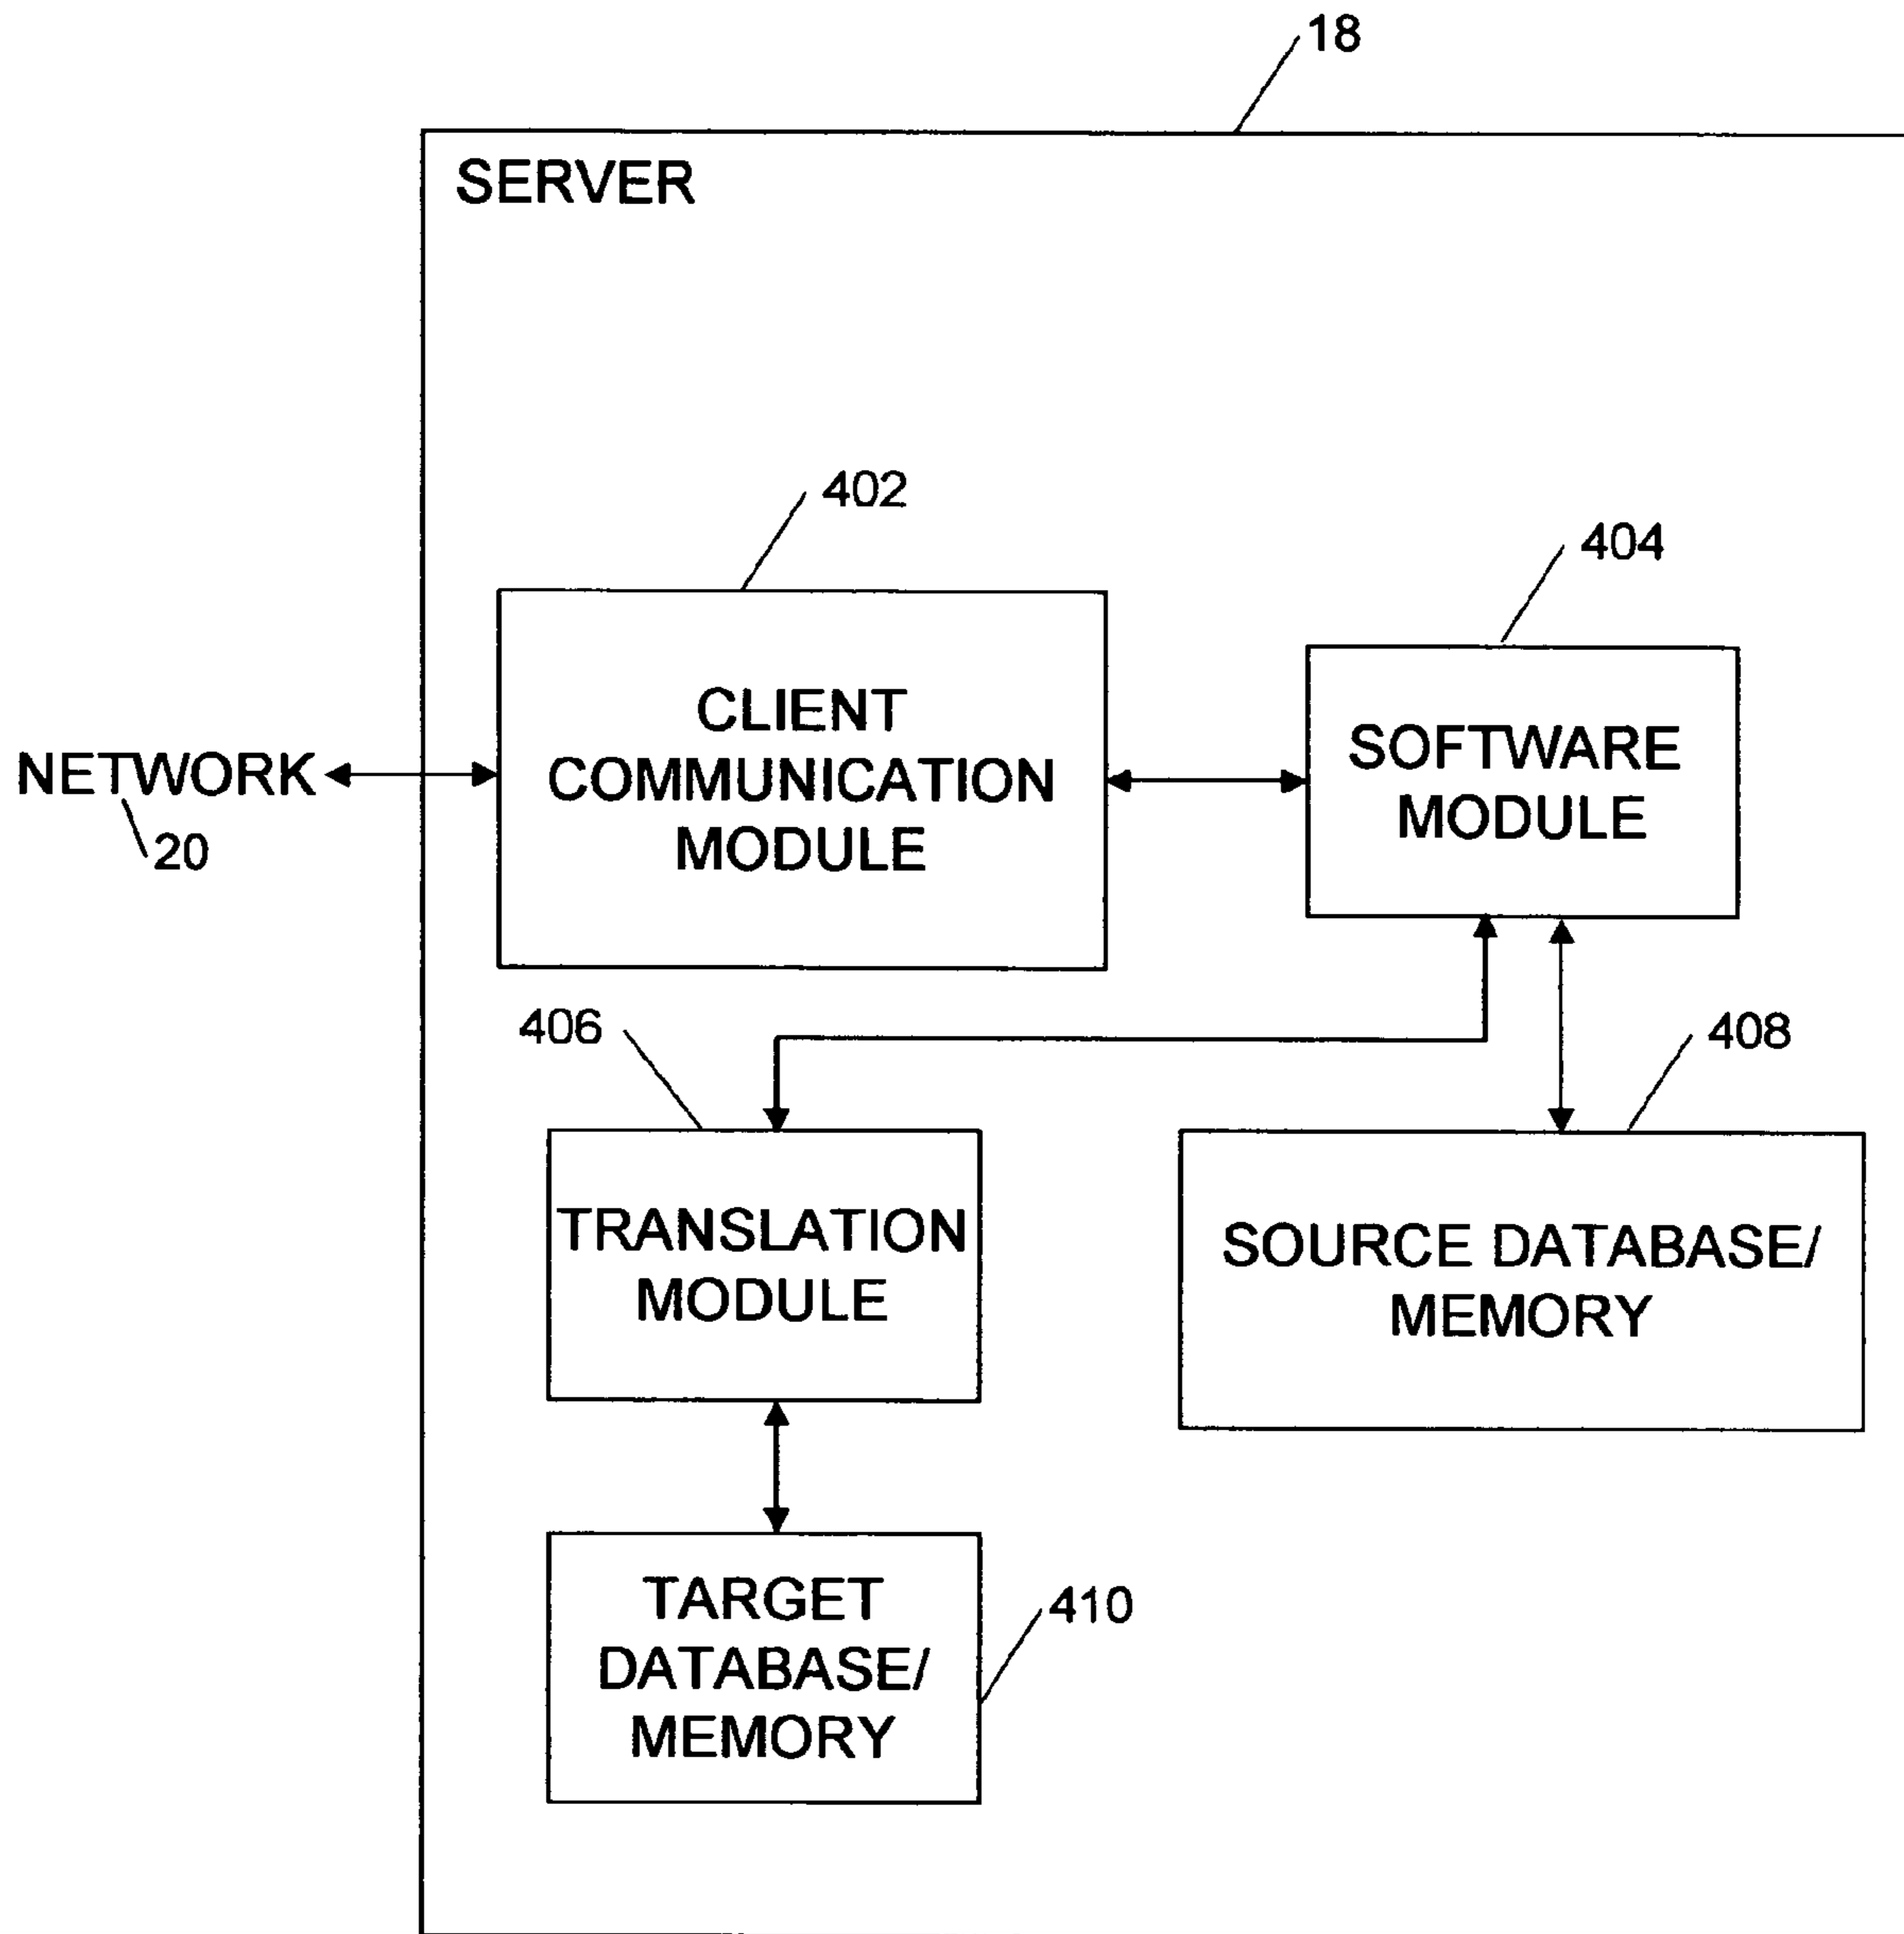 18
SERVER
402
404
CLIENT
COMMUNICATION
MODULE
SOFTWARE
MODULE
NETWORK
20
406
408
TRANSLATION
MODULE
SOURCE DATABASE/
MEMORY
TARGET
DATABASE/
MEMORY
410